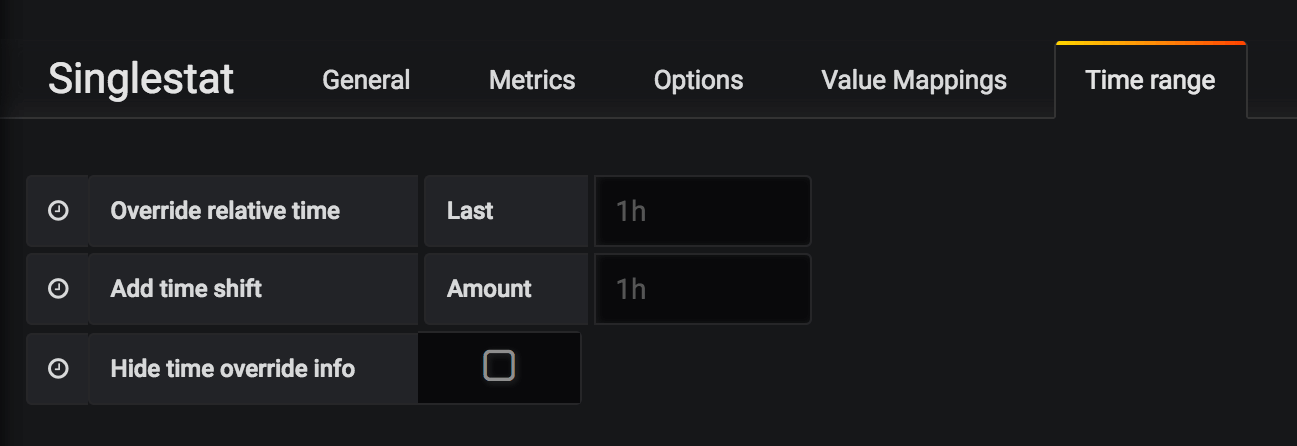 Singlestat General Metrics Options Value Mappings Time range
Override relative time Last 1h
Add time shift Amount 1h
Hide time override info